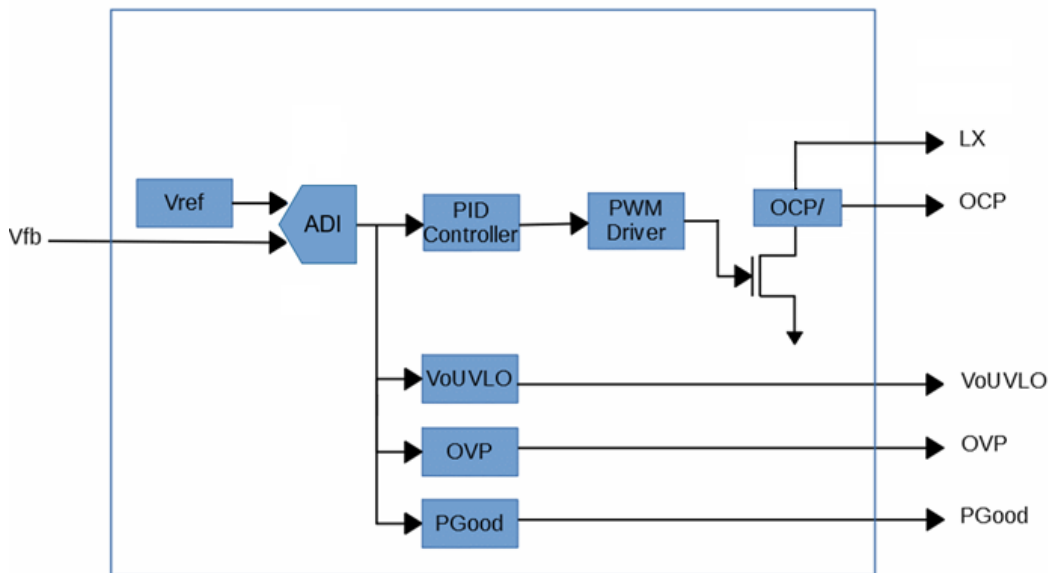 LX
Vref
ADI
PID
Controller
PWM
Driver
OCP/
OCP
Vfb
VoUVLO
VoUVLO
OVP
OVP
PGood
PGood